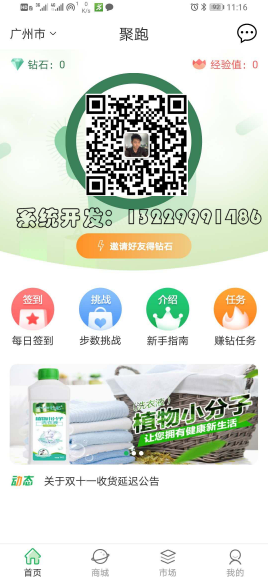 11:16
广州市
聚跑
钻石：0
经验值：0
系统开发：13229991486
邀请好友得钻石
签到
挑战
介绍
任务
每日签到
步数挑战
新手指南
赚钻任务
洗衣液
植物小分子
让您拥有健康新生活
动态
关于双十一收货延迟公告
首页
商城
市场
我的